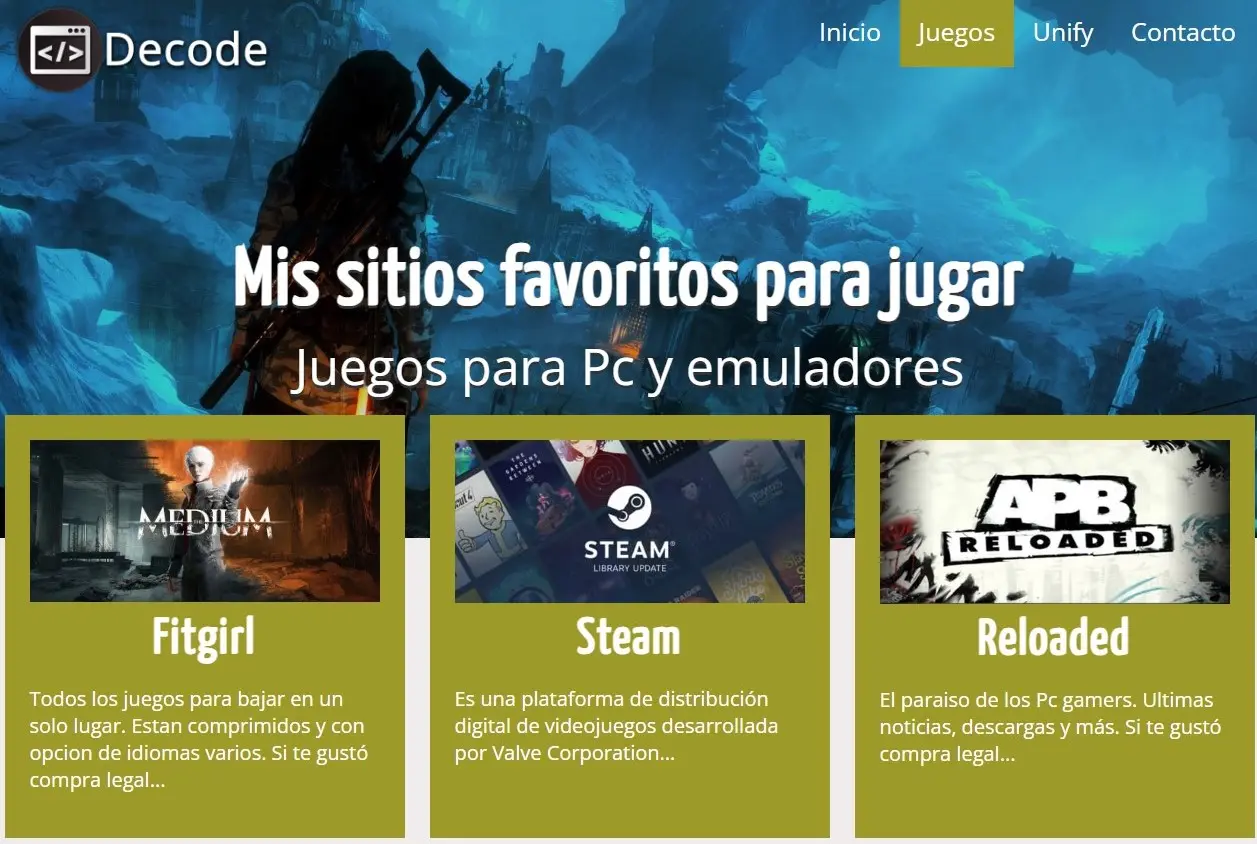 </>
Decode
Inicio Juegos Unify Contacto
Mis sitios favoritos para jugar
Juegos para Pc y emuladores
MEDIUM
Fitgirl
Todos los juegos para bajar en un
solo lugar. Estan comprimidos y con
opcion de idiomas varios. Si te gustó
compra legal...
THE
GARDENS
BETWEEN
STEAM®
LIBRARY UPDATE
Steam
Es una plataforma de distribución
digital de videojuegos desarrollada
por Valve Corporation...
APB
RELOADED
Reloaded
El paraiso de los Pc gamers. Ultimas
noticias, descargas y más. Si te gustó
compra legal...